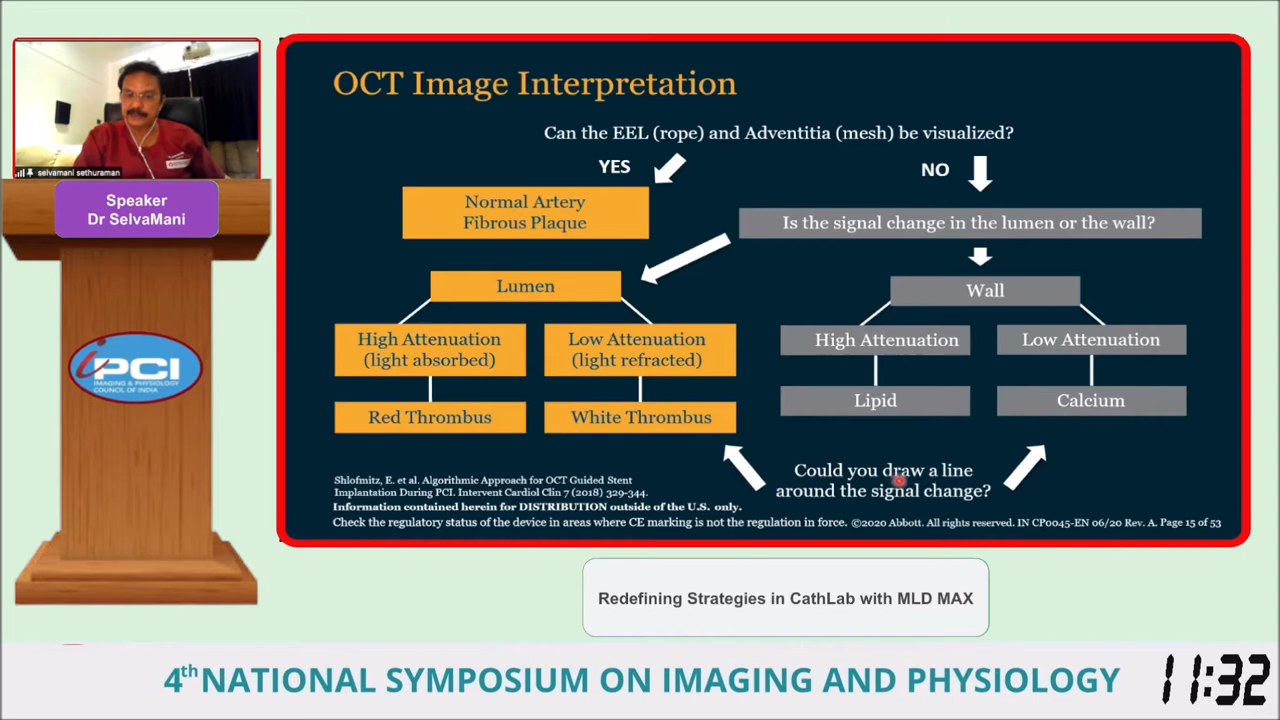 selvamani sethuraman
Speaker
Dr SelvaMani
iPCI
IMAGING & PHYSIOLOGY
COUNCIL OF INDIA
OCT Image Interpretation
Can the EEL (rope) and Adventitia (mesh) be visualized?
YES
NO
Normal Artery
Fibrous Plaque
Is the signal change in the lumen or the wall?
Lumen
Wall
High Attenuation
(light absorbed)
Low Attenuation
(light refracted)
High Attenuation
Low Attenuation
Red Thrombus
White Thrombus
Lipid
Calcium
Could you draw a line
around the signal change?
Shlofmitz, E. et al. Algorithmic Approach for OCT Guided Stent
Implantation During PCI. Intervent Cardiol Clin 7 (2018) 329-344.
Information contained herein for DISTRIBUTION outside of the U.S. only.
Check the regulatory status of the device in areas where CE marking is not the regulation in force. ©2020 Abbott. All rights reserved. IN CP0045-EN 06/20 Rev. A. Page 15 of 53
Redefining Strategies in CathLab with MLD MAX
4th NATIONAL SYMPOSIUM ON IMAGING AND PHYSIOLOGY
11:32